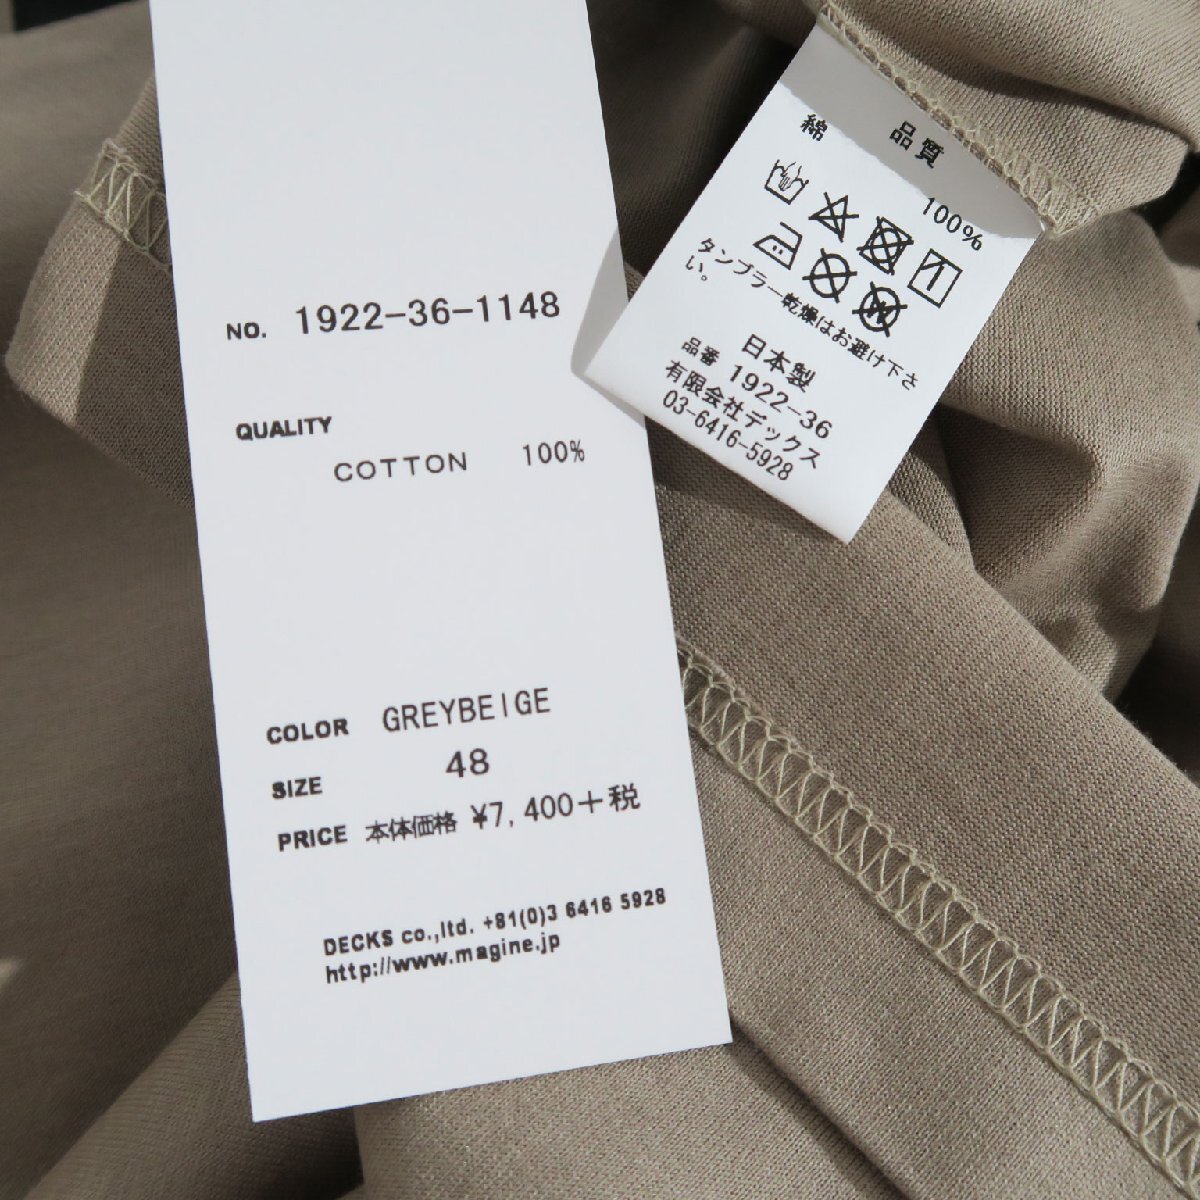 NO. 1922-36-1148
QUALITY
COTTON 100%
COLOR GREYBEIGE
SIZE 48
PRICE 本体価格 ¥7,400+税
DECKS co.,ltd. +81(0)3 6416 5928
http://www.magine.jp
品質
綿 100%
タンブラー乾燥はお避け下さ
い。
日本製
品番 1922-36
有限会社デックス
03-6416-5928